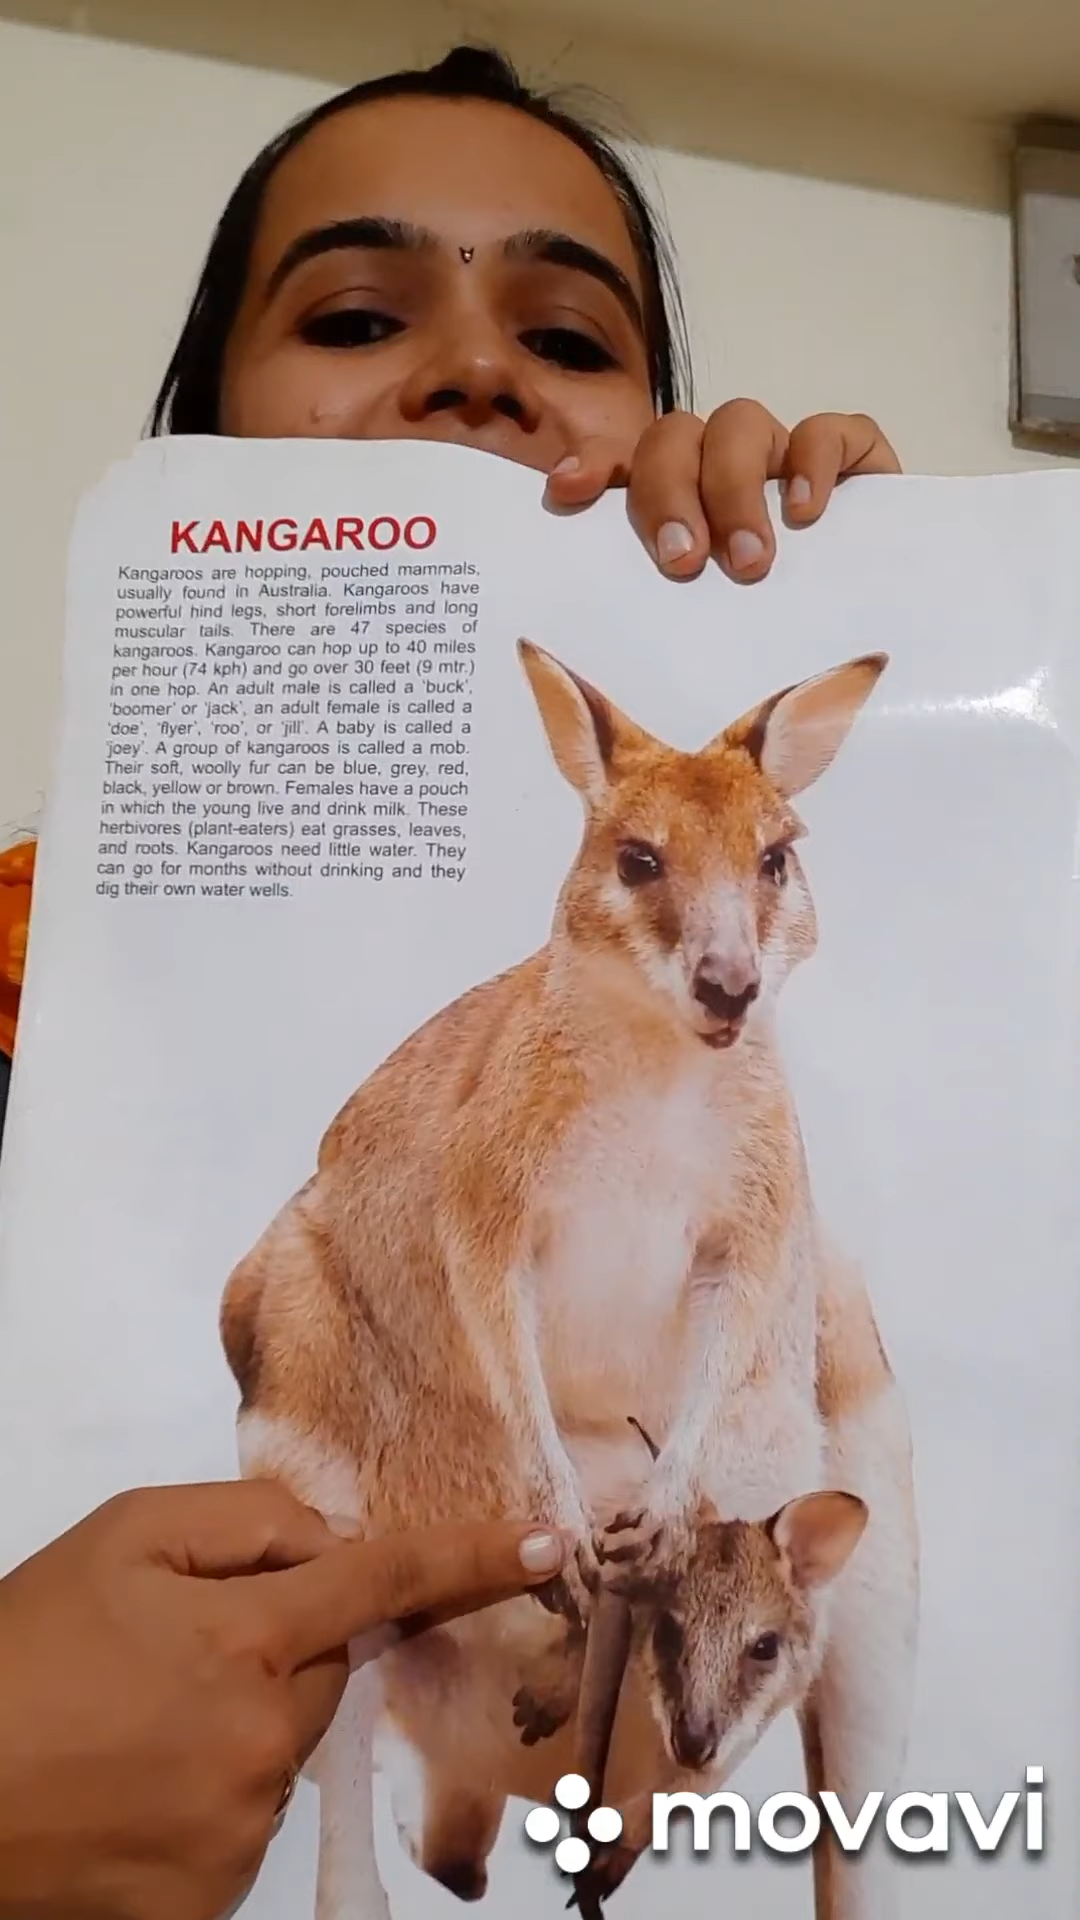 KANGAROO
Kangaroos are hopping, pouched mammals,
usually found in Australia. Kangaroos have
powerful hind legs, short forelimbs and long
muscular tails. There are 47 species of
kangaroos. Kangaroo can hop up to 40 miles
per hour (74 kph) and go over 30 feet (9 mtr.)
in one hop. An adult male is called a 'buck',
'boomer' or 'jack', an adult female is called a
'doe', 'flyer', 'roo', or 'jill'. A baby is called a
'joey'. A group of kangaroos is called a mob.
Their soft, woolly fur can be blue, grey, red,
black, yellow or brown. Females have a pouch
in which the young live and drink milk. These
herbivores (plant-eaters) eat grasses, leaves,
and roots. Kangaroos need little water. They
can go for months without drinking and they
dig their own water wells.
movavi